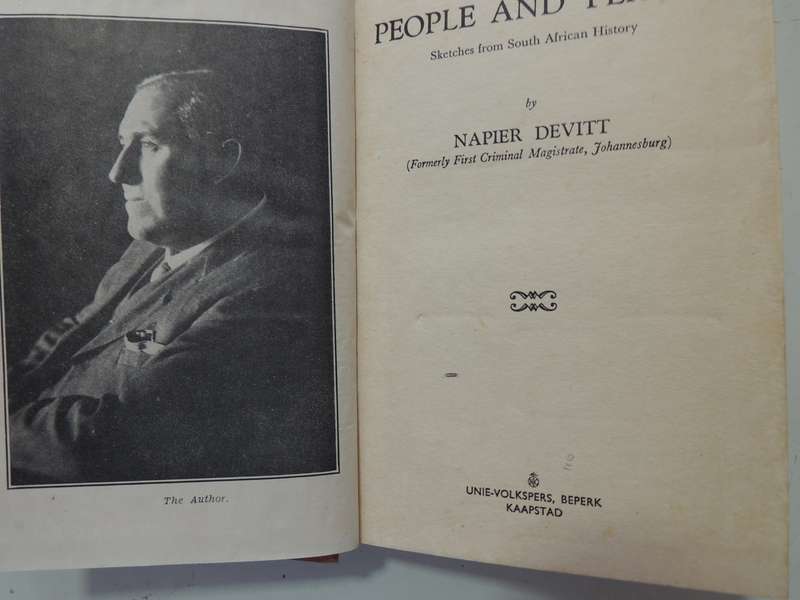 The Author.
PEOPLE AND
Sketches from South African History
by
NAPIER DEVITT
(Formerly First Criminal Magistrate, Johannesburg)
UNIE-VOLKSPERS, BEPERK
KAAPSTAD